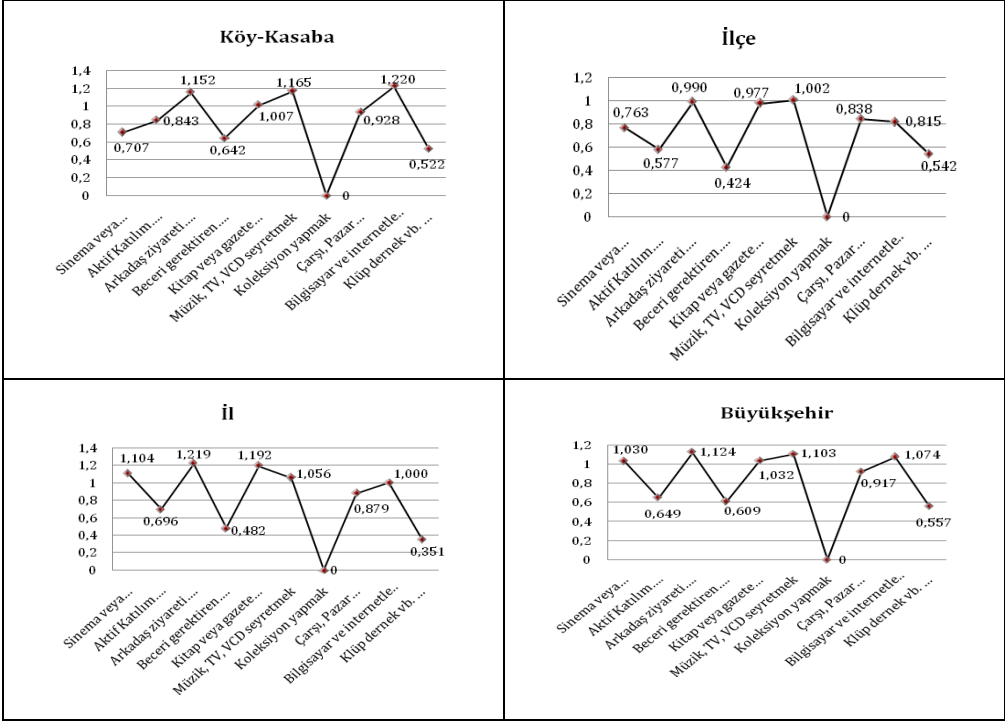 Köy-Kasaba
1,4
1,2
1
0,8
0,6
0,4
0,2
0
0,707
0,843
1,152
0,642
1,007
1,165
0
0,928
1,220
0,522
Sinema veya...
Aktif Katılım....
Arkadaş ziyareti....
Beceri gerektiren....
Kitap veya gazete...
Müzik, TV, VCD seyretmek
Koleksiyon yapmak
Çarşı, Pazar...
Bilgisayar ve internetle..
Klüp dernek vb. ...
İlçe
1,2
1
0,8
0,6
0,4
0,2
0
0,763
0,577
0,990
0,424
0,977
1,002
0
0,838
0,815
0,542
Sinema veya...
Aktif Katılım....
Arkadaş ziyareti....
Beceri gerektiren....
Kitap veya gazete...
Müzik, TV, VCD seyretmek
Koleksiyon yapmak
Çarşı, Pazar...
Bilgisayar ve internetle..
Klüp dernek vb. ...
İl
1,4
1,2
1
0,8
0,6
0,4
0,2
0
1,104
0,696
1,219
0,482
1,192
1,056
0
0,879
1,000
0,351
Sinema veya...
Aktif Katılım....
Arkadaş ziyareti....
Beceri gerektiren....
Kitap veya gazete...
Müzik, TV, VCD seyretmek
Koleksiyon yapmak
Çarşı, Pazar...
Bilgisayar ve internetle..
Klüp dernek vb. ...
Büyükşehir
1,2
1
0,8
0,6
0,4
0,2
0
1,030
0,649
1,124
0,609
1,032
1,103
0
0,917
1,074
0,557
Sinema veya...
Aktif Katılım....
Arkadaş ziyareti....
Beceri gerektiren....
Kitap veya gazete...
Müzik, TV, VCD seyretmek
Koleksiyon yapmak
Çarşı, Pazar...
Bilgisayar ve internetle..
Klüp dernek vb. ...